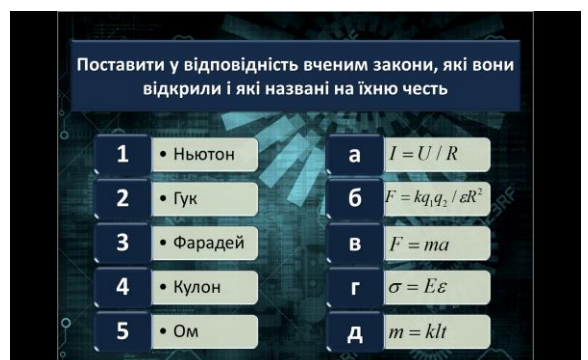 Поставити у відповідність вченим закони, які вони
відкрили і які названі на їхню честь
1 • Ньютон а I = U / R
2 • Гук б F = kq₁q₂ / εR²
3 • Фарадей в F = ma
4 • Кулон г σ = Eε
5 • Ом д m = klt